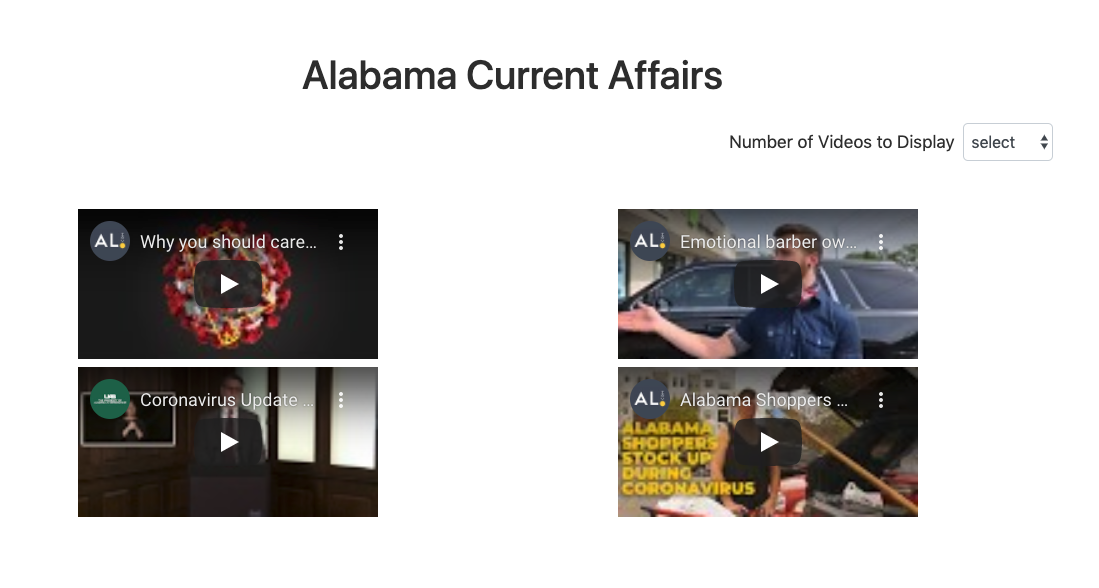 Alabama Current Affairs
Number of Videos to Display select
AL. Why you should care...
AL. Emotional barber ow...
UAB Coronavirus Update ...
AL. Alabama Shoppers ...
ALABAMA
SHOPPERS
STOCK UP
DURING
CORONAVIRUS